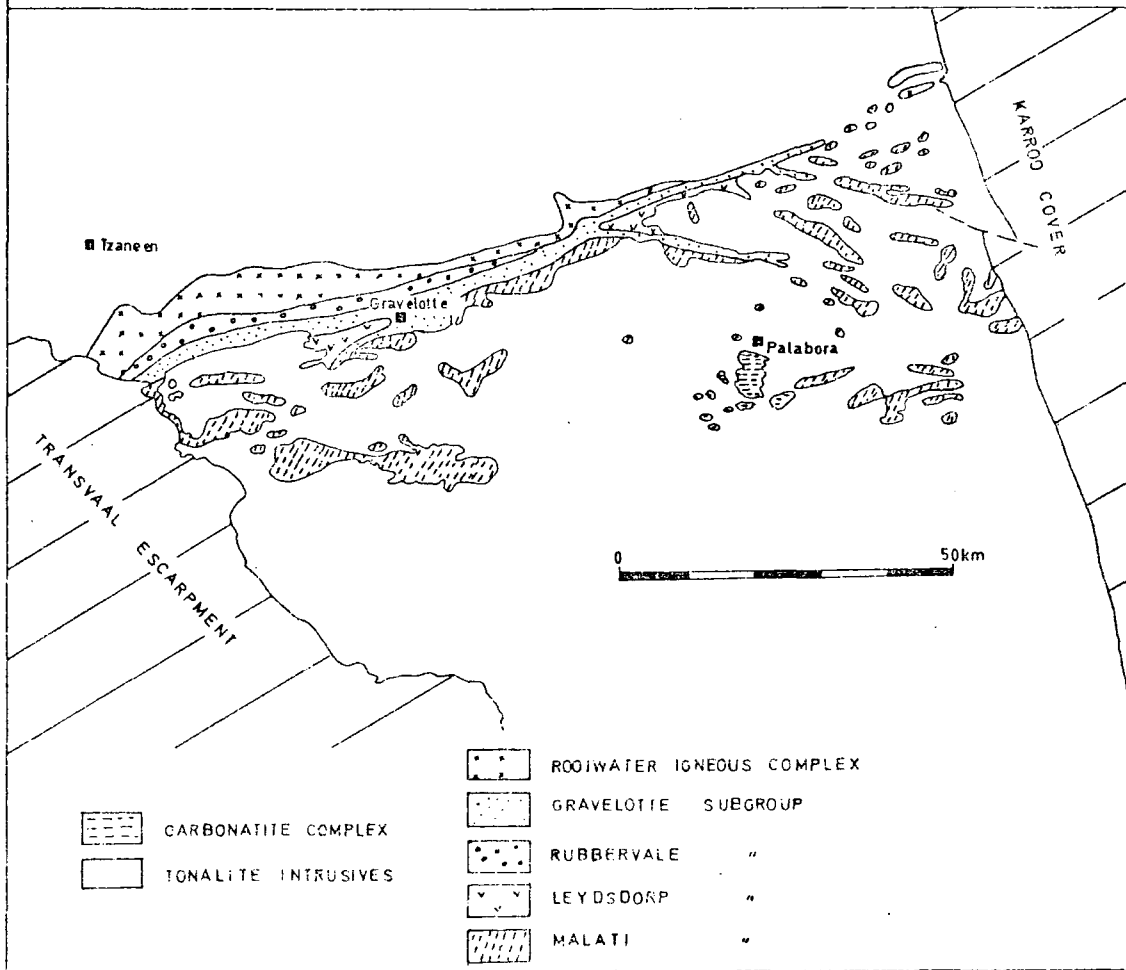 KARROO COVER
Tzaneen
Gravelotte
Palabora
TRANSVAAL ESCARPMENT
0 50km
ROOIWATER IGNEOUS COMPLEX
GRAVELOTTE SUBGROUP
CARBONATITE COMPLEX
RUBBERVALE "
TONALITE INTRUSIVES
LEYDSDORP "
MALATI "